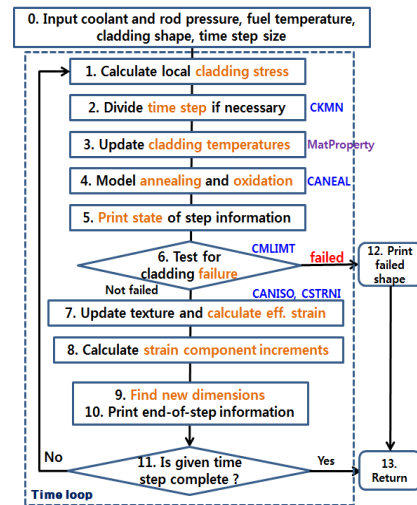 0. Input coolant and rod pressure, fuel temperature,
cladding shape, time step size
1. Calculate local cladding stress
2. Divide time step if necessary
CKMN
3. Update cladding temperatures
MatProperty
4. Model annealing and oxidation
CANEAL
5. Print state of step information
CMLIMT
6. Test for
cladding failure
failed
12. Print
failed
shape
Not failed
CANISO, CSTRNI
7. Update texture and calculate eff. strain
8. Calculate strain component increments
9. Find new dimensions
10. Print end-of-step information
No
11. Is given time
step complete ?
Yes
13.
Return
Time loop